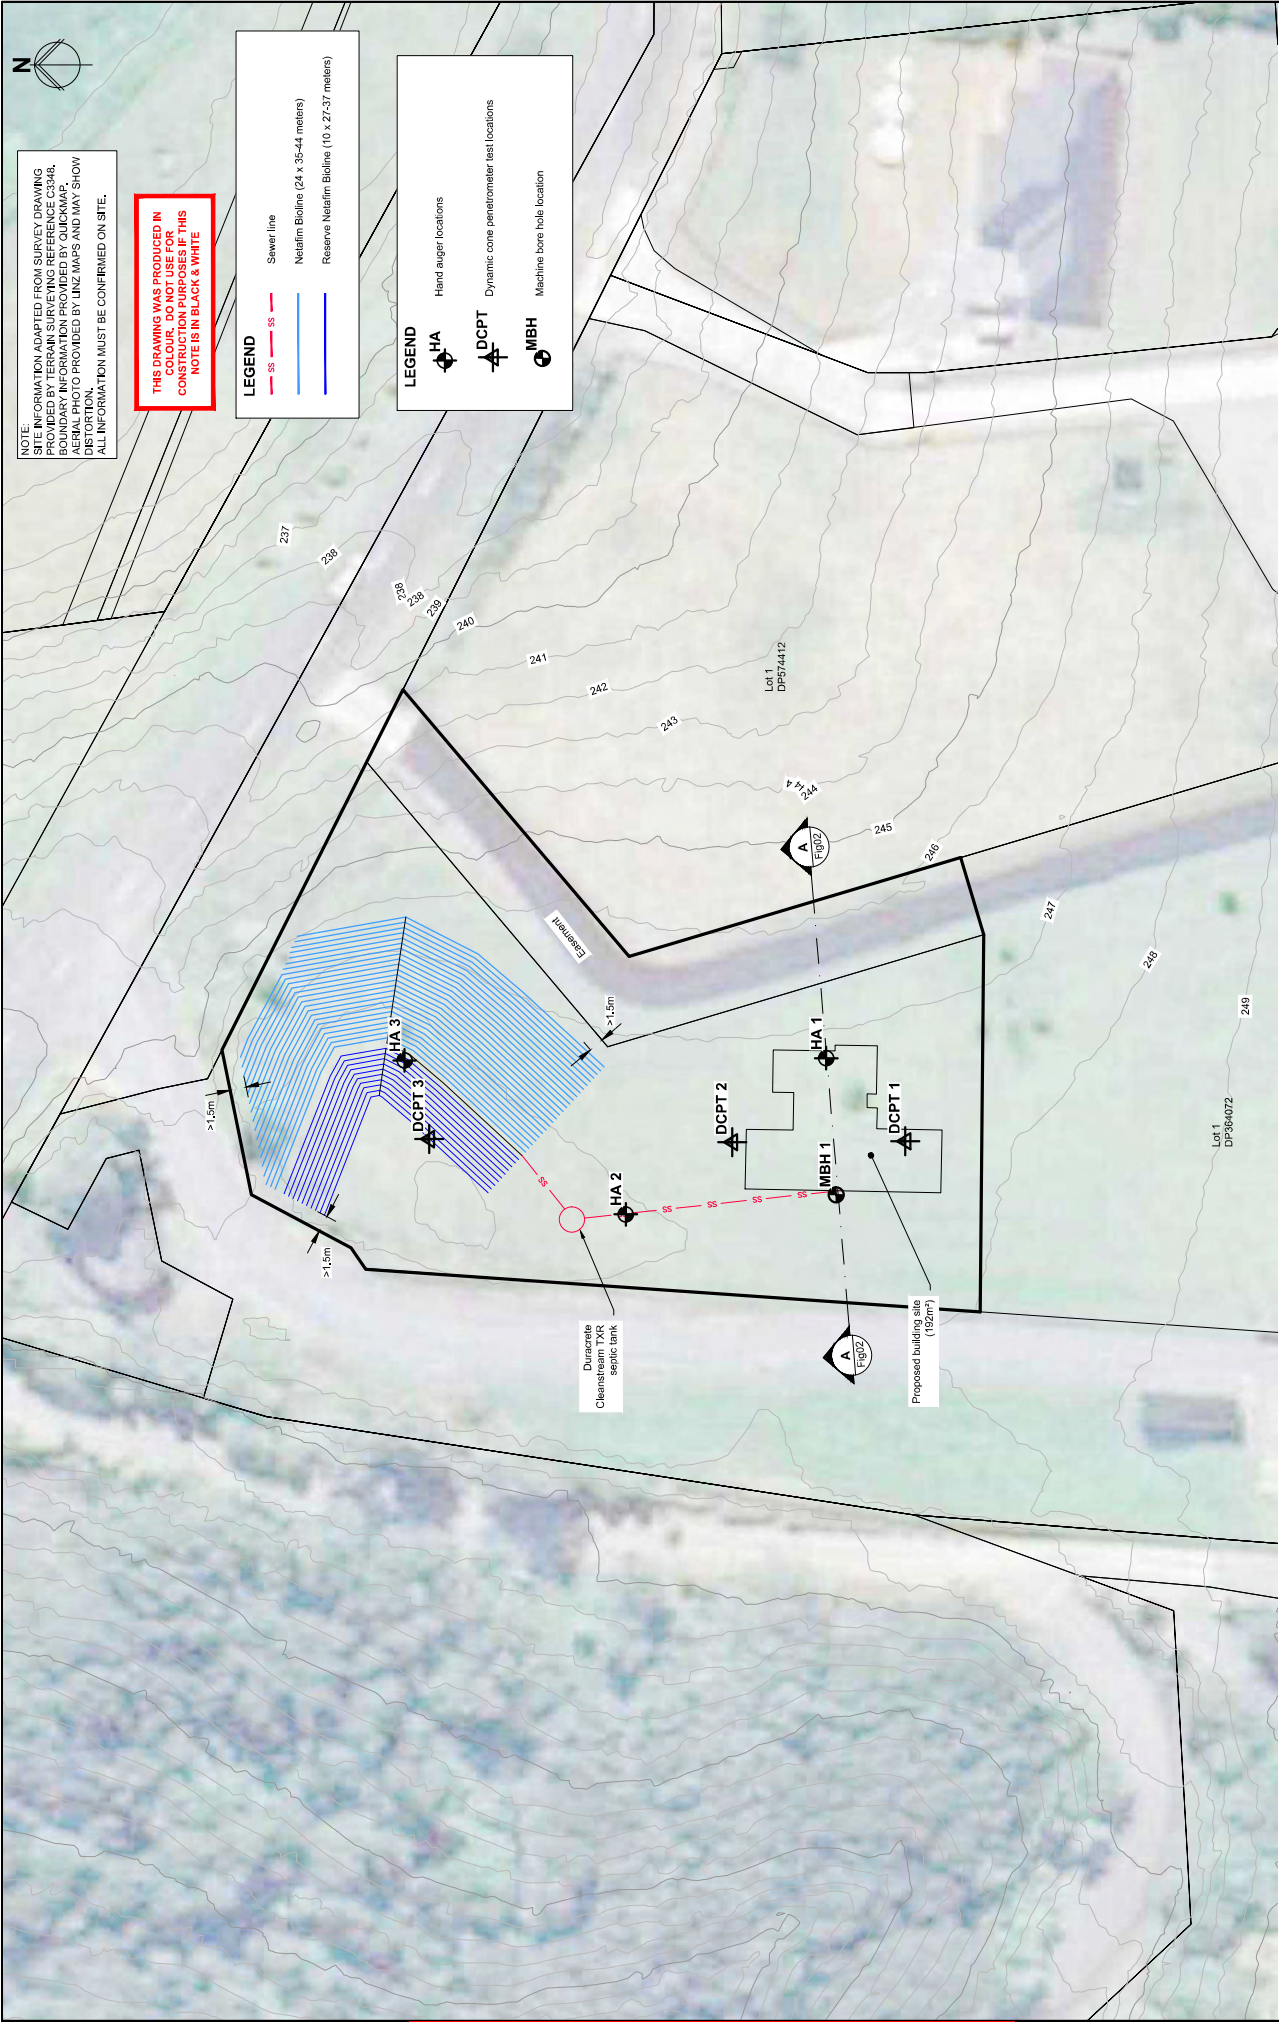 N
NOTE:
SITE INFORMATION ADAPTED FROM SURVEY DRAWING
PROVIDED BY TERRAIN SURVEYING REFERENCE C3348.
BOUNDARY INFORMATION PROVIDED BY QUICKMAP.
AERIAL PHOTO PROVIDED BY LINZ MAPS AND MAY SHOW
DISTORTION.
ALL INFORMATION MUST BE CONFIRMED ON SITE.
THIS DRAWING WAS PRODUCED IN
COLOUR. DO NOT USE FOR
CONSTRUCTION PURPOSES IF THIS
NOTE IS IN BLACK & WHITE
LEGEND
SS SS Sewer line
Netafim Bioline (24 x 35-44 meters)
Reserve Netafim Bioline (10 x 27-37 meters)
LEGEND
HA Hand auger locations
DCPT Dynamic cone penetrometer test locations
MBH Machine bore hole location
237
238
238
238
239
240
241
242
243
244
245
246
247
248
249
Lot 1
DP574412
Easement
>1.5m
>1.5m
>1.5m
HA 3
DCPT 3
SS
HA 2
SS
SS
SS
SS
DCPT 2
HA 1
MBH 1
DCPT 1
A
Fig02
A
Fig02
Duracrete
Cleanstream TXR
septic tank
Proposed building site
(192m²)
Lot 1
DP364072